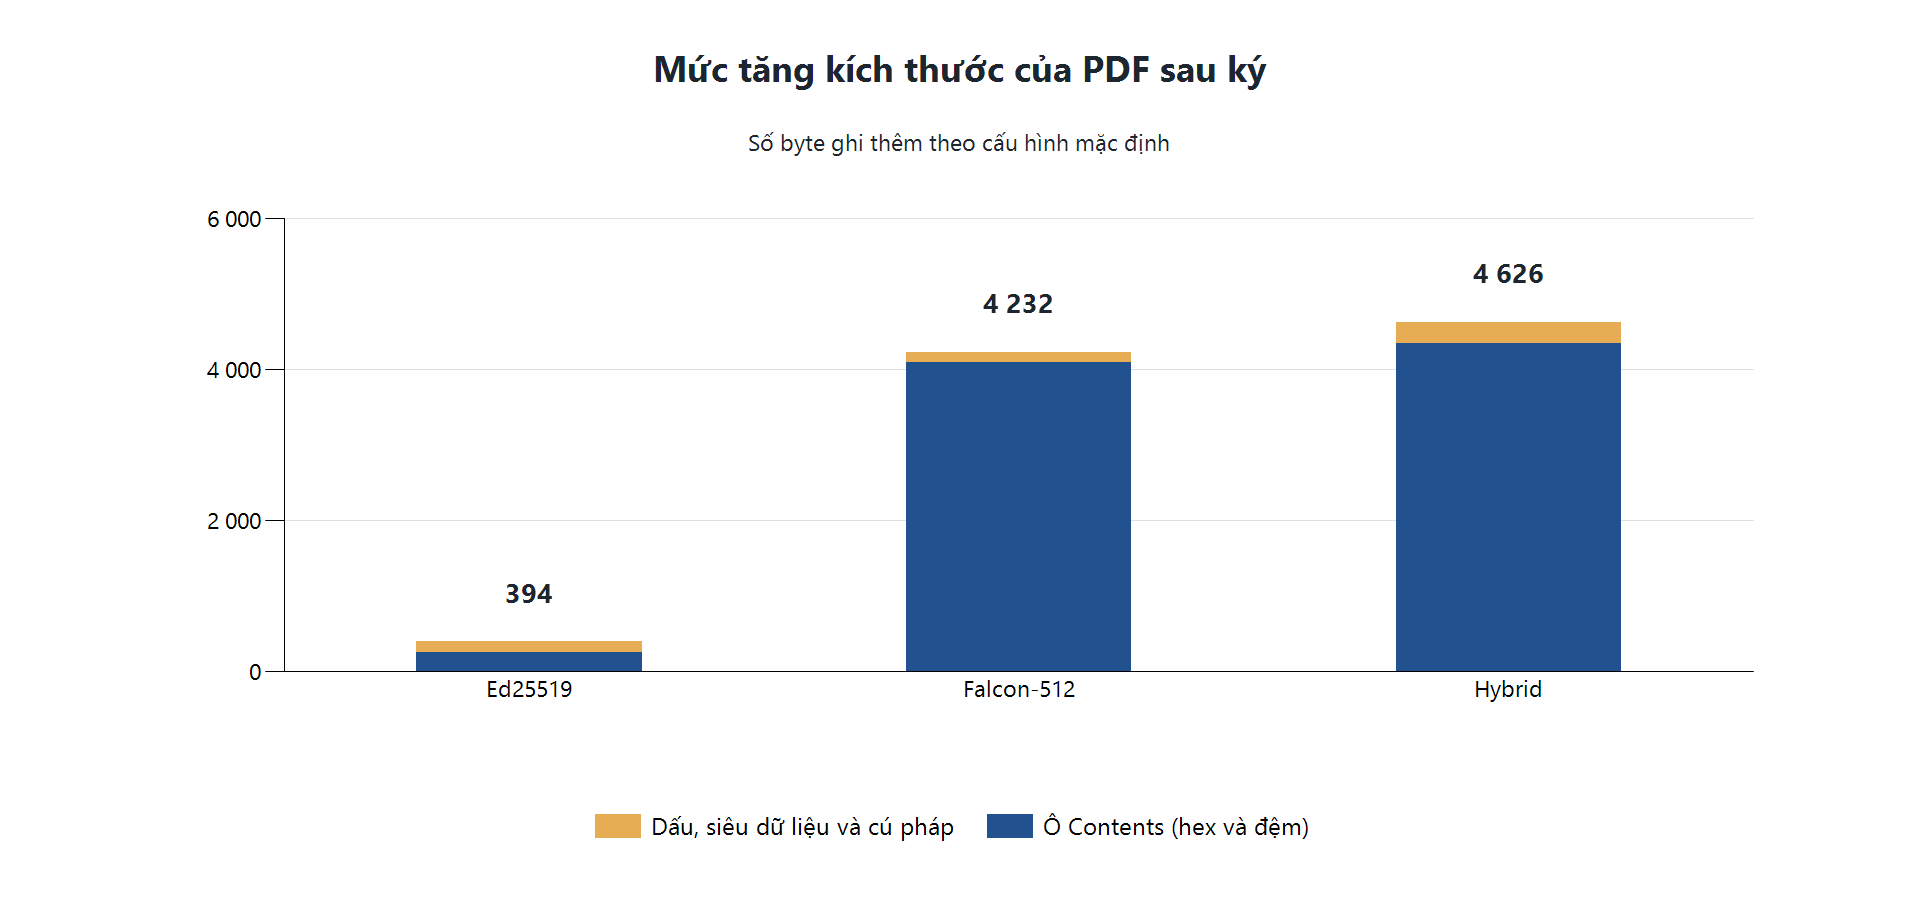 Mức tăng kích thước của PDF sau ký
Số byte ghi thêm theo cấu hình mặc định
6 000
4 626
4 232
4 000
2 000
394
0
Ed25519 Falcon-512 Hybrid
Dấu, siêu dữ liệu và cú pháp Ô Contents (hex và đệm)